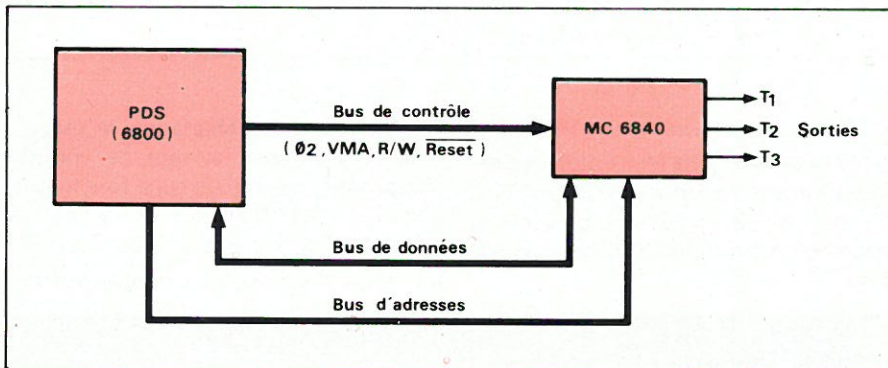 PDS
(6800)
Bus de contrôle
(Ø2,VMA,R/W, Reset)
MC 6840
T1
T2 Sorties
T3
Bus de données
Bus d'adresses